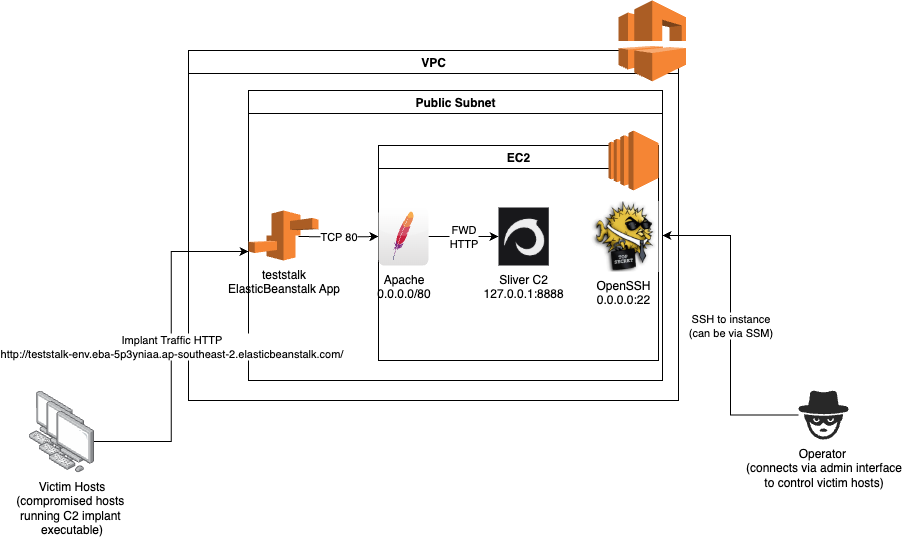 VPC
Public Subnet
EC2
TCP 80
FWD
HTTP
teststalk
ElasticBeanstalk App
Apache
0.0.0.0/80
Sliver C2
127.0.0.1:8888
TOP
SECRET
OpenSSH
0.0.0.0:22
Implant Traffic HTTP
http://teststalk-env.eba-5p3yniaa.ap-southeast-2.elasticbeanstalk.com/
SSH to instance
(can be via SSM)
Victim Hosts
(compromised hosts
running C2 implant
executable)
Operator
(connects via admin interface
to control victim hosts)